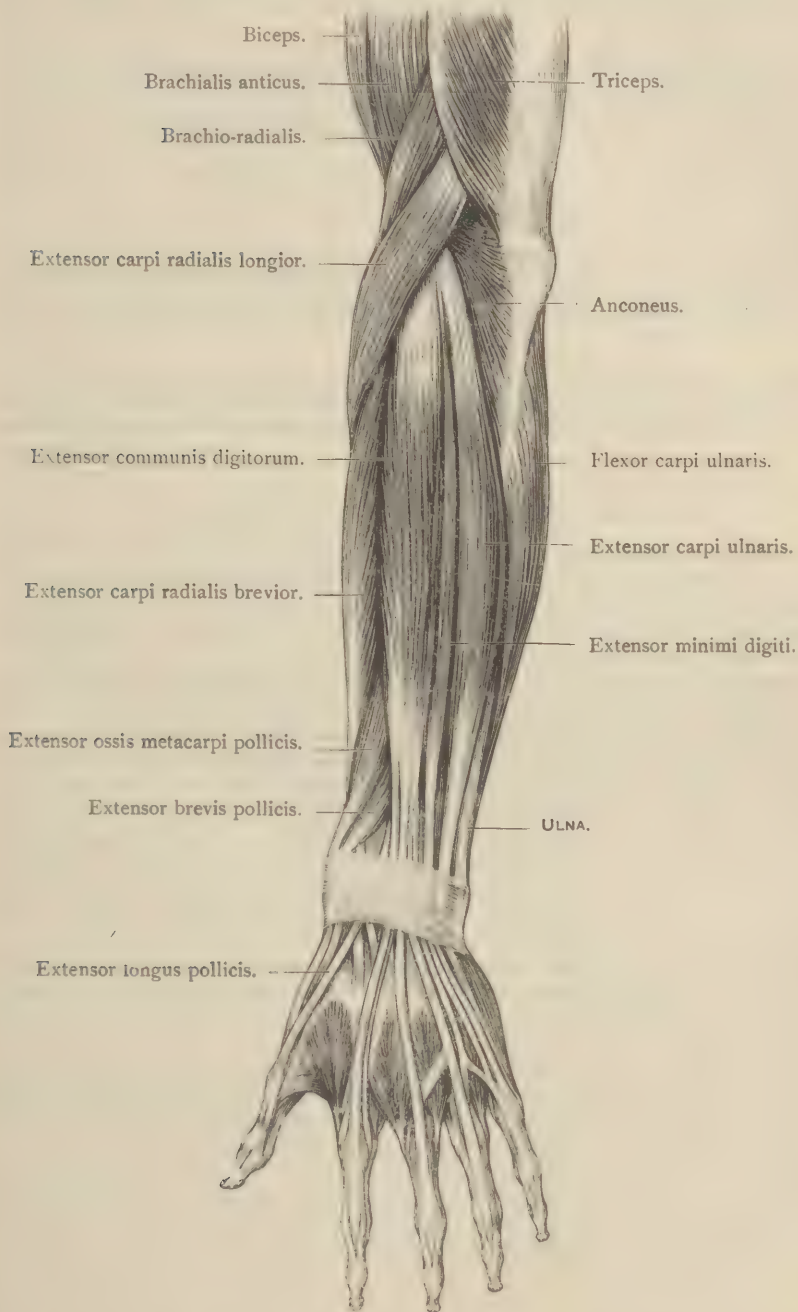 Biceps.
Brachialis anticus.
Triceps.
Brachio-radialis.
Extensor carpi radialis longior.
Anconeus.
Extensor communis digitorum.
Flexor carpi ulnaris.
Extensor carpi ulnaris.
Extensor carpi radialis brevior.
Extensor minimi digiti.
Extensor ossis metacarpi pollicis.
Extensor brevis pollicis.
ULNA.
Extensor longus pollicis.